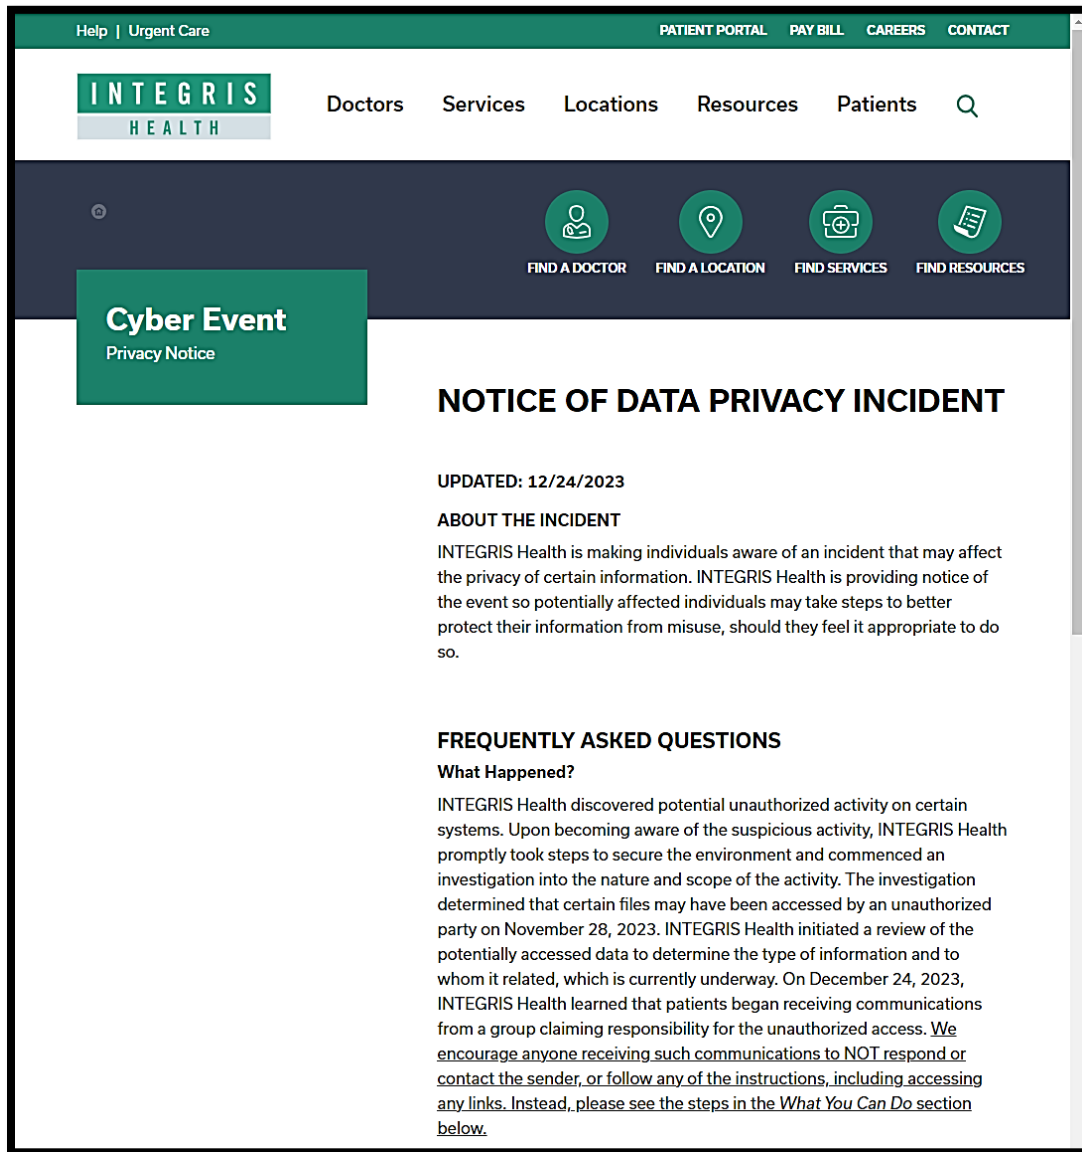 Help | Urgent Care
PATIENT PORTAL PAY BILL CAREERS CONTACT
INTEGRIS
HEALTH
Doctors Services Locations Resources Patients
FIND A DOCTOR FIND A LOCATION FIND SERVICES FIND RESOURCES
Cyber Event
Privacy Notice
NOTICE OF DATA PRIVACY INCIDENT
UPDATED: 12/24/2023
ABOUT THE INCIDENT
INTEGRIS Health is making individuals aware of an incident that may affect
the privacy of certain information. INTEGRIS Health is providing notice of
the event so potentially affected individuals may take steps to better
protect their information from misuse, should they feel it appropriate to do
so.
FREQUENTLY ASKED QUESTIONS
What Happened?
INTEGRIS Health discovered potential unauthorized activity on certain
systems. Upon becoming aware of the suspicious activity, INTEGRIS Health
promptly took steps to secure the environment and commenced an
investigation into the nature and scope of the activity. The investigation
determined that certain files may have been accessed by an unauthorized
party on November 28, 2023. INTEGRIS Health initiated a review of the
potentially accessed data to determine the type of information and to
whom it related, which is currently underway. On December 24, 2023,
INTEGRIS Health learned that patients began receiving communications
from a group claiming responsibility for the unauthorized access. We
encourage anyone receiving such communications to NOT respond or
contact the sender, or follow any of the instructions, including accessing
any links. Instead, please see the steps in the What You Can Do section
below.